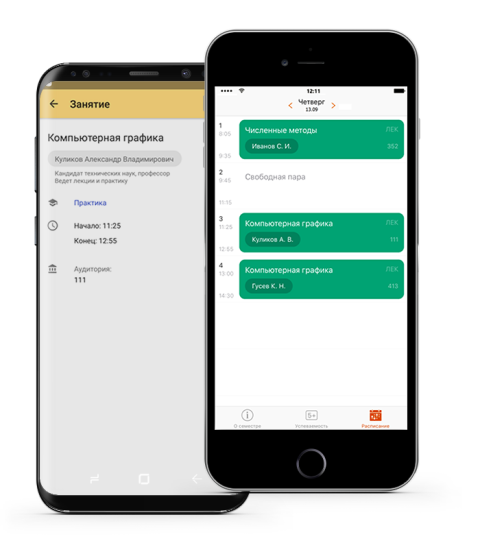 Занятие
Компьютерная графика
Куликов Александр Владимирович
Кандидат технических наук, профессор
Ведет лекции и практику
Практика
Начало: 11:25
Конец: 12:55
Аудитория:
111
12:11
Четверг
13.09
1
8:00
Численные методы
ЛЕК
Иванов С. И.
352
9:35
2
9:45
Свободная пара
11:15
3
11:25
Компьютерная графика
ЛЕК
Куликов А. В.
111
12:55
4
13:00
Компьютерная графика
ЛЕК
Гусев К. Н.
413
14:30
О семестре
5+
Успеваемость
Расписание